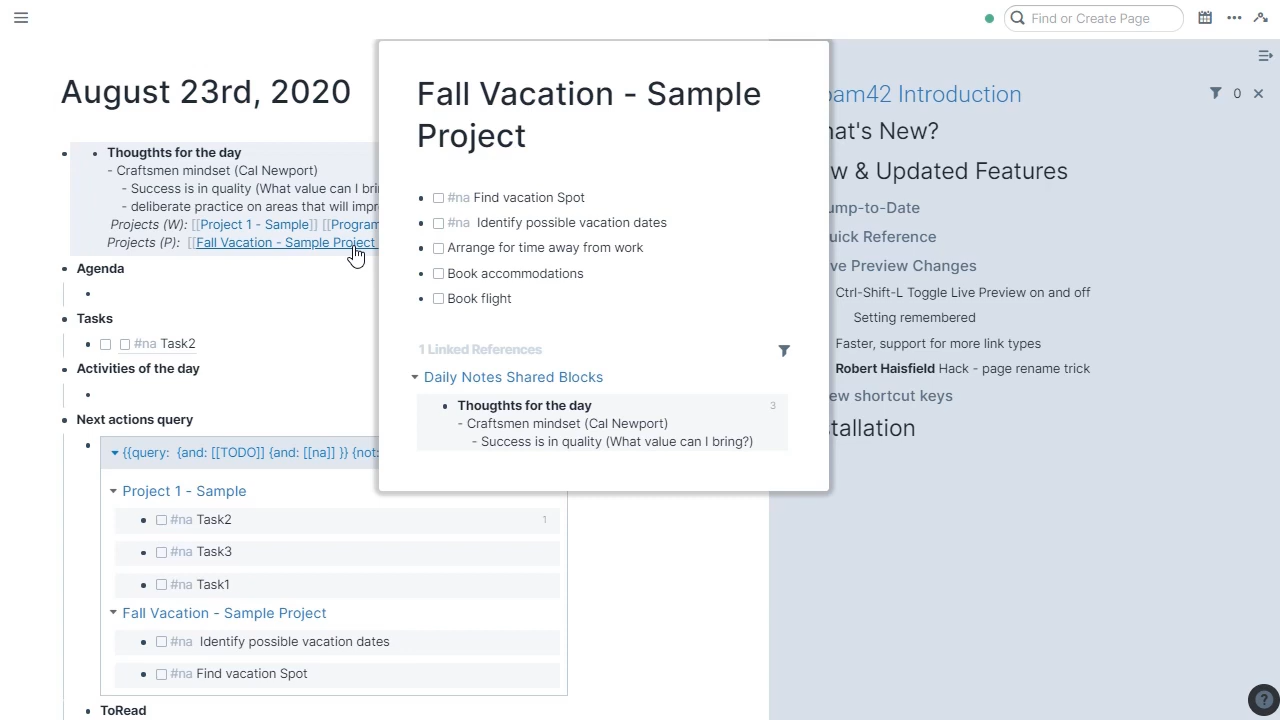 Find or Create Page
August 23rd, 2020
Thougthts for the day
- Craftsmen mindset (Cal Newport)
- Success is in quality (What value can I bri
- deliberate practice on areas that will impr
Projects (W): [[Project 1 - Sample]] [[Program
Projects (P): [[Fall Vacation - Sample Project
Agenda
Tasks
#na Task2
Activities of the day
Next actions query
{{query: {and: [[TODO]] {and: [[na]] }} {not:
Project 1 - Sample
#na Task2
1
#na Task3
#na Task1
Fall Vacation - Sample Project
#na Identify possible vacation dates
#na Find vacation Spot
ToRead
Fall Vacation - Sample
Project
#na Find vacation Spot
#na Identify possible vacation dates
Arrange for time away from work
Book accommodations
Book flight
1 Linked References
Daily Notes Shared Blocks
Thougthts for the day
3
- Craftsmen mindset (Cal Newport)
- Success is in quality (What value can I bring?)
oam42 Introduction
0
hat's New?
w & Updated Features
ump-to-Date
uick Reference
ve Preview Changes
Ctrl-Shift-L Toggle Live Preview on and off
Setting remembered
Faster, support for more link types
Robert Haisfield Hack - page rename trick
ew shortcut keys
stallation